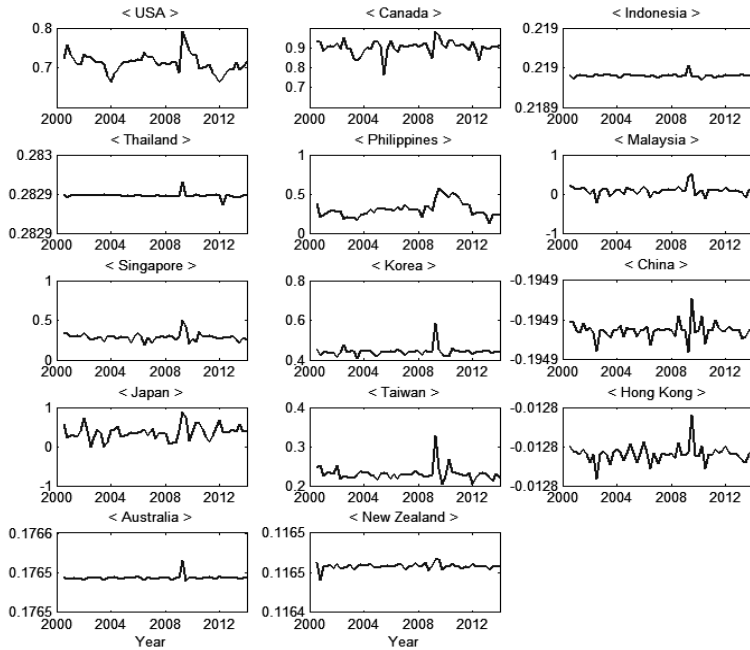 < USA >
0.8
0.7
2000 2004 2008 2012
< Canada >
0.9
0.8
0.7
2000 2004 2008 2012
< Indonesia >
0.219
0.219
0.2189
2000 2004 2008 2012
< Thailand >
0.283
0.2829
0.2829
2000 2004 2008 2012
< Philippines >
1
0.5
0
2000 2004 2008 2012
< Malaysia >
1
0
-1
2000 2004 2008 2012
< Singapore >
1
0.5
0
2000 2004 2008 2012
< Korea >
0.8
0.6
0.4
2000 2004 2008 2012
< China >
-0.1949
-0.1949
-0.1949
2000 2004 2008 2012
< Japan >
1
0
-1
2000 2004 2008 2012
< Taiwan >
0.4
0.3
0.2
2000 2004 2008 2012
< Hong Kong >
-0.0128
-0.0128
-0.0128
2000 2004 2008 2012
< Australia >
0.1766
0.1765
0.1765
2000 2004 2008 2012
Year
< New Zealand >
0.1165
0.1165
0.1164
2000 2004 2008 2012
Year